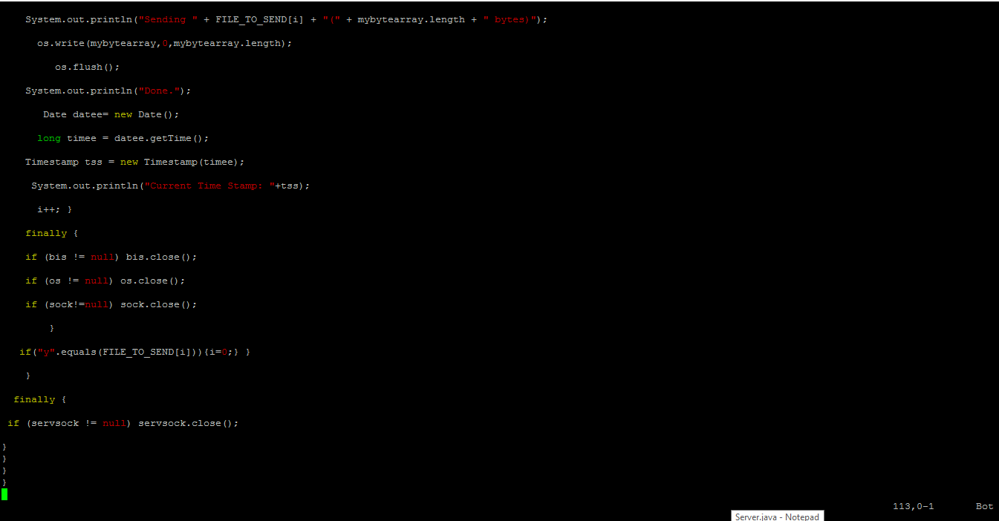 System.out.println("Sending " + FILE_TO_SEND[i] + "(" + mybytearray.length + " bytes)");
os.write(mybytearray,0,mybytearray.length);
os.flush();
System.out.println("Done.");
Date datee= new Date();
long timee = datee.getTime();
Timestamp tss = new Timestamp(timee);
System.out.println("Current Time Stamp: "+tss);
i++; }
finally {
if (bis != null) bis.close();
if (os != null) os.close();
if (sock!=null) sock.close();
}
if("y".equals(FILE_TO_SEND[i])){i=0;} }
}
finally {
if (servsock != null) servsock.close();
}
}
}
}
113,0-1 Bot
Server.java - Notepad